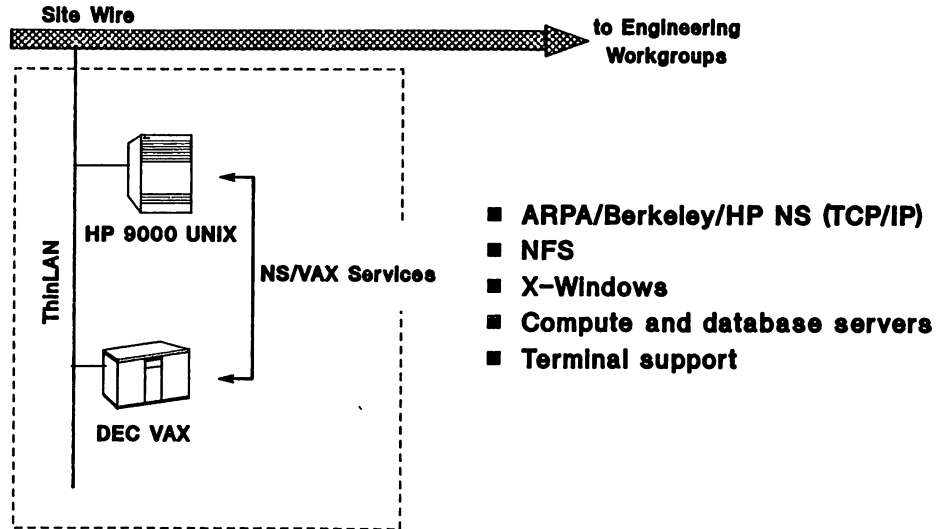 Site Wire
to Engineering
Workgroups
HP 9000 UNIX
ThinLAN
NS/VAX Services
DEC VAX
■ ARPA/Berkeley/HP NS (TCP/IP)
■ NFS
■ X-Windows
■ Compute and database servers
■ Terminal support